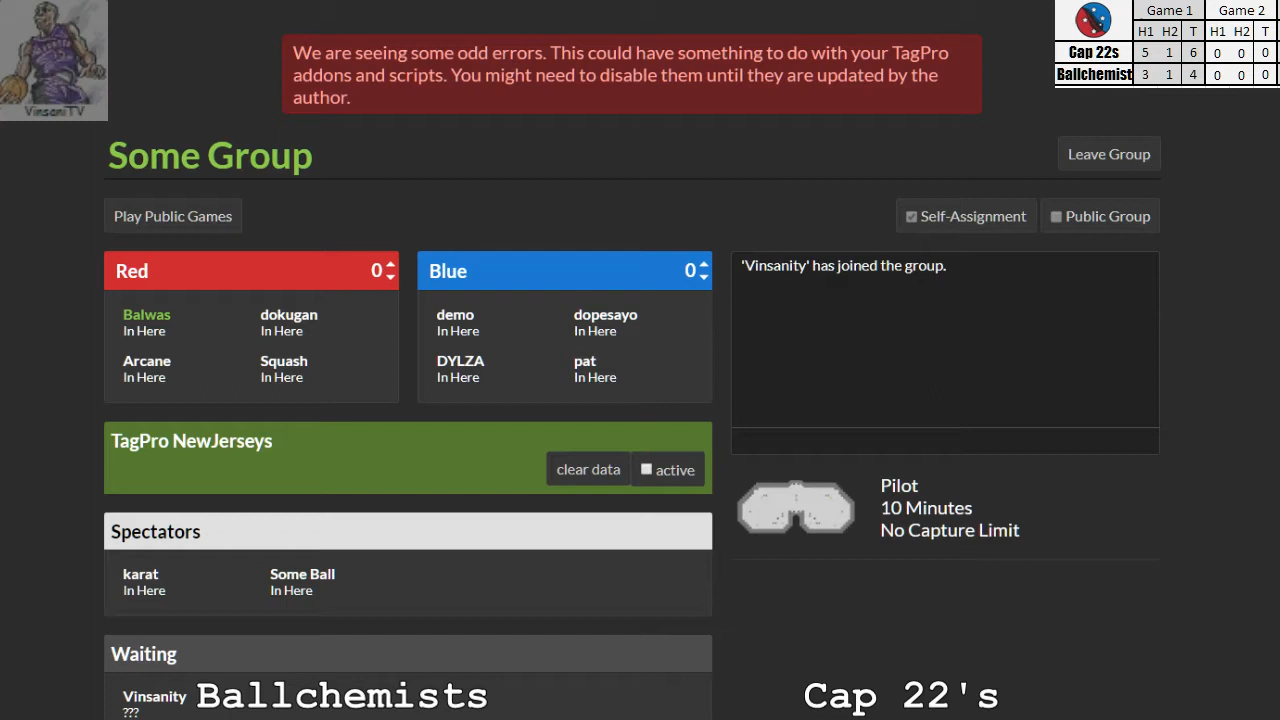 VinsaniTV
We are seeing some odd errors. This could have something to do with your TagPro
addons and scripts. You might need to disable them until they are updated by the
author.
Game 1 Game 2
H1 H2 T H1 H2 T
Cap 22s 5 1 6 0 0 0
Ballchemist 3 1 4 0 0 0
Some Group
Leave Group
Play Public Games
Self-Assignment
Public Group
Red 0
Balwas
In Here
dokugan
In Here
Arcane
In Here
Squash
In Here
Blue 0
demo
In Here
dopesayo
In Here
DYLZA
In Here
pat
In Here
'Vinsanity' has joined the group.
TagPro NewJerseys
clear data
active
Pilot
10 Minutes
No Capture Limit
Spectators
karat
In Here
Some Ball
In Here
Waiting
Vinsanity
???
Ballchemists
Cap 22's